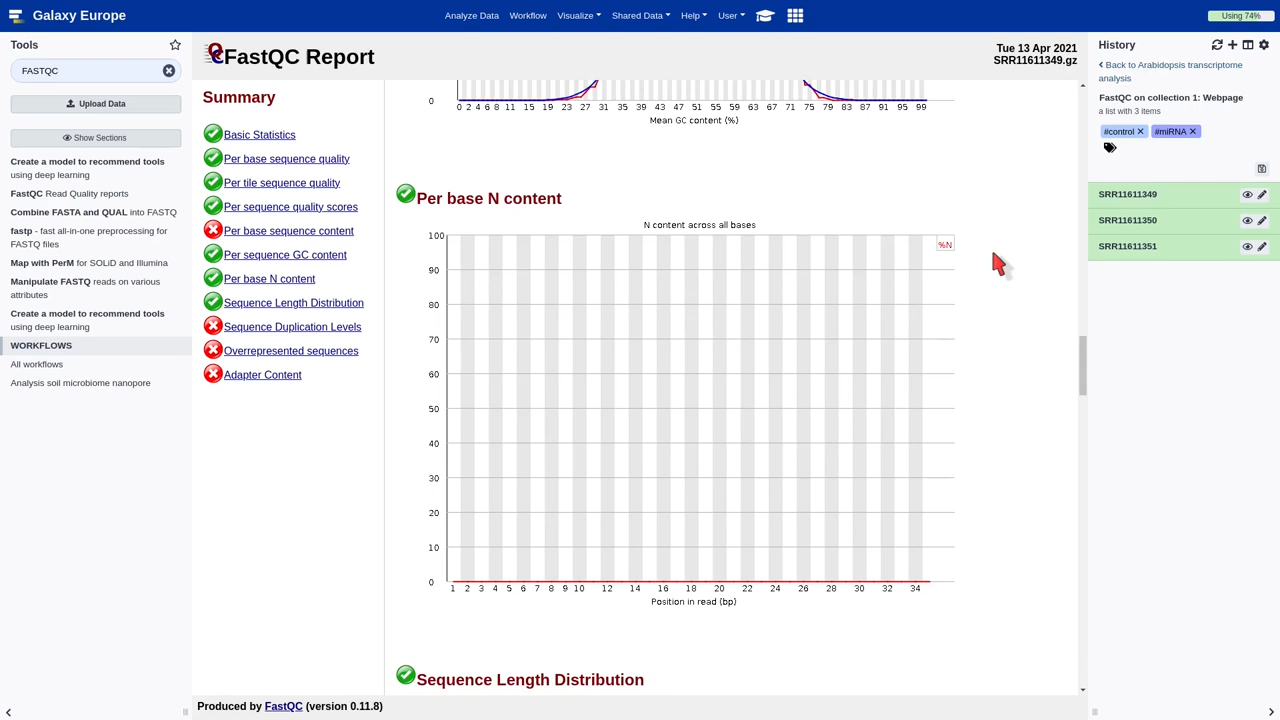 Galaxy Europe
Analyze Data Workflow Visualize Shared Data Help User
Using 74%
Tools
FASTQC
Upload Data
Show Sections
Create a model to recommend tools
using deep learning
FastQC Read Quality reports
Combine FASTA and QUAL into FASTQ
fastp - fast all-in-one preprocessing for
FASTQ files
Map with PerM for SOLiD and Illumina
Manipulate FASTQ reads on various
attributes
Create a model to recommend tools
using deep learning
WORKFLOWS
All workflows
Analysis soil microbiome nanopore
FastQC Report
Tue 13 Apr 2021
SRR11611349.gz
Summary
Basic Statistics
Per base sequence quality
Per tile sequence quality
Per sequence quality scores
Per base sequence content
Per sequence GC content
Per base N content
Sequence Length Distribution
Sequence Duplication Levels
Overrepresented sequences
Adapter Content
0
0 2 4 6 8 11 15 19 23 27 31 35 39 43 47 51 55 59 63 67 71 75 79 83 87 91 95 99
Mean GC content (%)
Per base N content
N content across all bases
%N
100
90
80
70
60
50
40
30
20
10
0
1 2 3 4 5 6 7 8 9 10 12 14 16 18 20 22 24 26 28 30 32 34
Position in read (bp)
Sequence Length Distribution
Produced by FastQC (version 0.11.8)
History
Back to Arabidopsis transcriptome
analysis
FastQC on collection 1: Webpage
a list with 3 items
#control #miRNA
SRR11611349
SRR11611350
SRR11611351